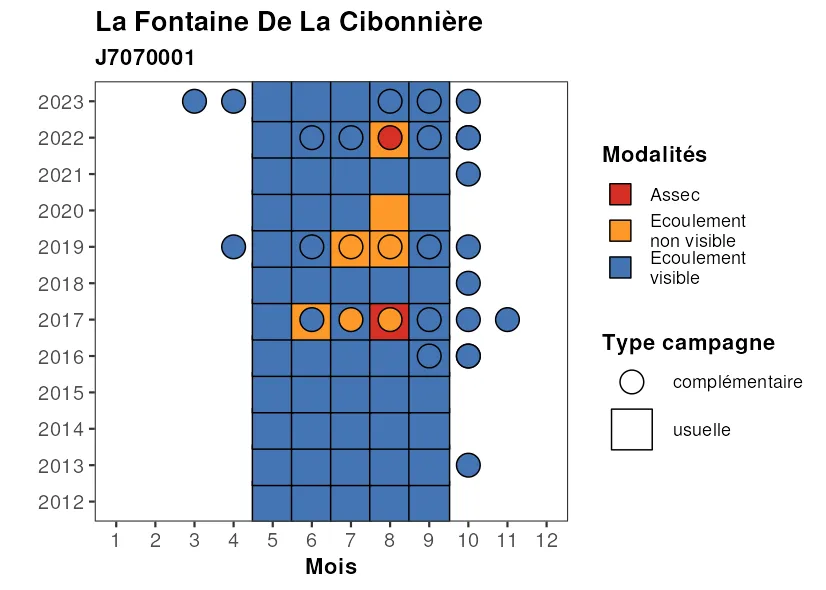 La Fontaine De La Cibonnière
J7070001
2023
2022
2021
2020
2019
2018
2017
2016
2015
2014
2013
2012
1 2 3 4 5 6 7 8 9 10 11 12
Mois
Modalités
Assec
Ecoulement
non visible
Ecoulement
visible
Type campagne
complémentaire
usuelle